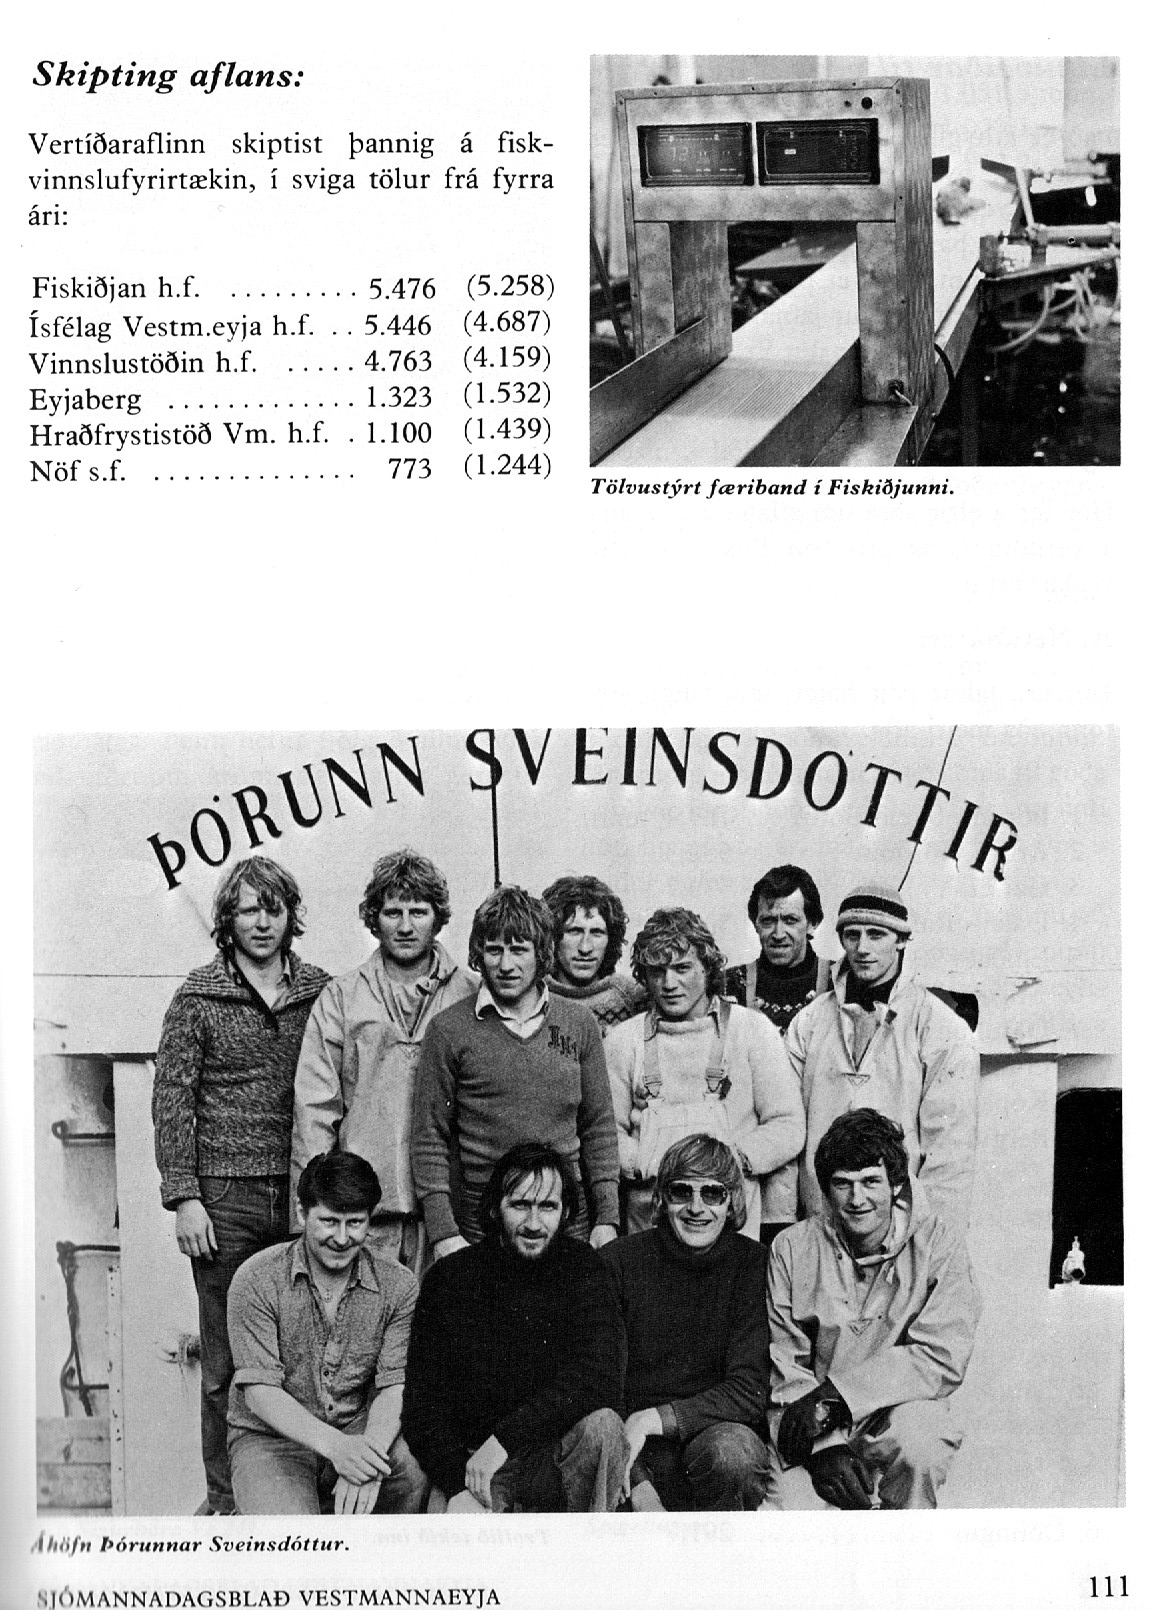 Skipting aflans:
Vertíðaraflinn skiptist þannig á fisk-
vinnslufyrirtækin, í sviga tölur frá fyrra
ári:
Fiskiðjan h.f. .......... 5.476 (5.258)
Ísfélag Vestm.eyja h.f. .. 5.446 (4.687)
Vinnslustöðin h.f. ..... 4.763 (4.159)
Eyjaberg ............. 1.323 (1.532)
Hraðfrystistöð Vm. h.f. . 1.100 (1.439)
Nöf s.f. .............. 773 (1.244)
Tölvustýrt færiband í Fiskiðjunni.
ÞÓRUNN SVEINSDÓTTIR
Áhöfn Þórunnar Sveinsdóttur.
SJÓMANNADAGSBLAÐ VESTMANNAEYJA
111